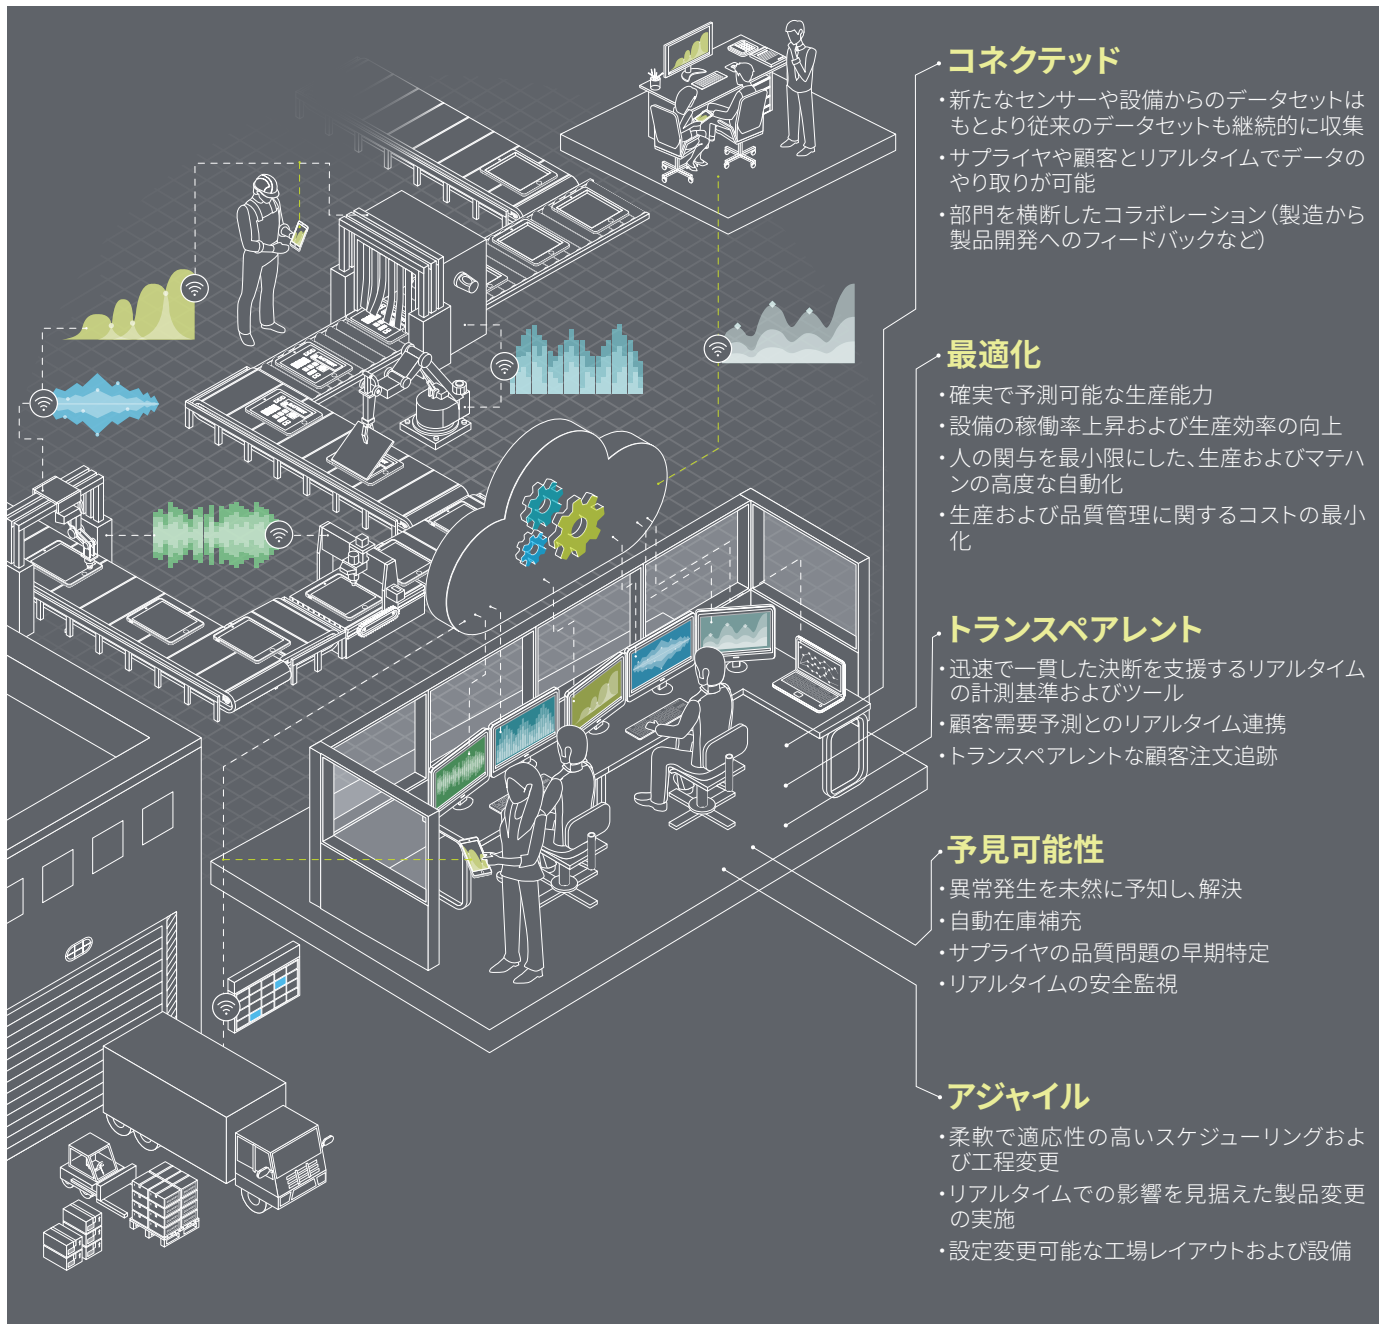 コネクテッド
・新たなセンサーや設備からのデータセットは
もとより従来のデータセットも継続的に収集
・サプライヤや顧客とリアルタイムでデータの
やり取りが可能
・部門を横断したコラボレーション（製造から
製品開発へのフィードバックなど）
最適化
・確実で予測可能な生産能力
・設備の稼働率上昇および生産効率の向上
・人の関与を最小限にした、生産およびマテハ
ンの高度な自動化
・生産および品質管理に関するコストの最小
化
トランスペアレント
・迅速で一貫した決断を支援するリアルタイム
の計測基準およびツール
・顧客需要予測とのリアルタイム連携
・トランスペアレントな顧客注文追跡
予見可能性
・異常発生を未然に予知し、解決
・自動在庫補充
・サプライヤの品質問題の早期特定
・リアルタイムの安全監視
アジャイル
・柔軟で適応性の高いスケジューリングおよ
び工程変更
・リアルタイムでの影響を見据えた製品変更
の実施
・設定変更可能な工場レイアウトおよび設備